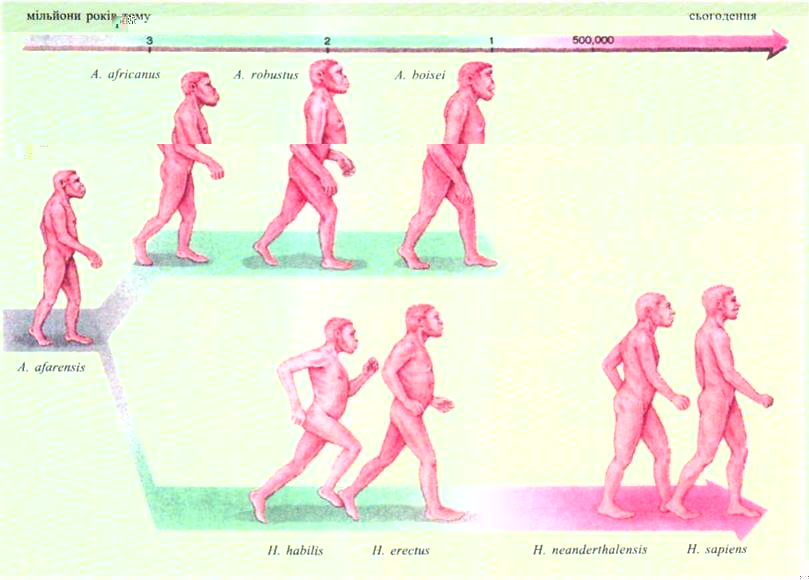 мільйони років тому сьогодення
3 2 1 500,000
A. africanus A. robustus A. boisei
A. afarensis
H. habilis H. erectus H. neanderthalensis H. sapiens